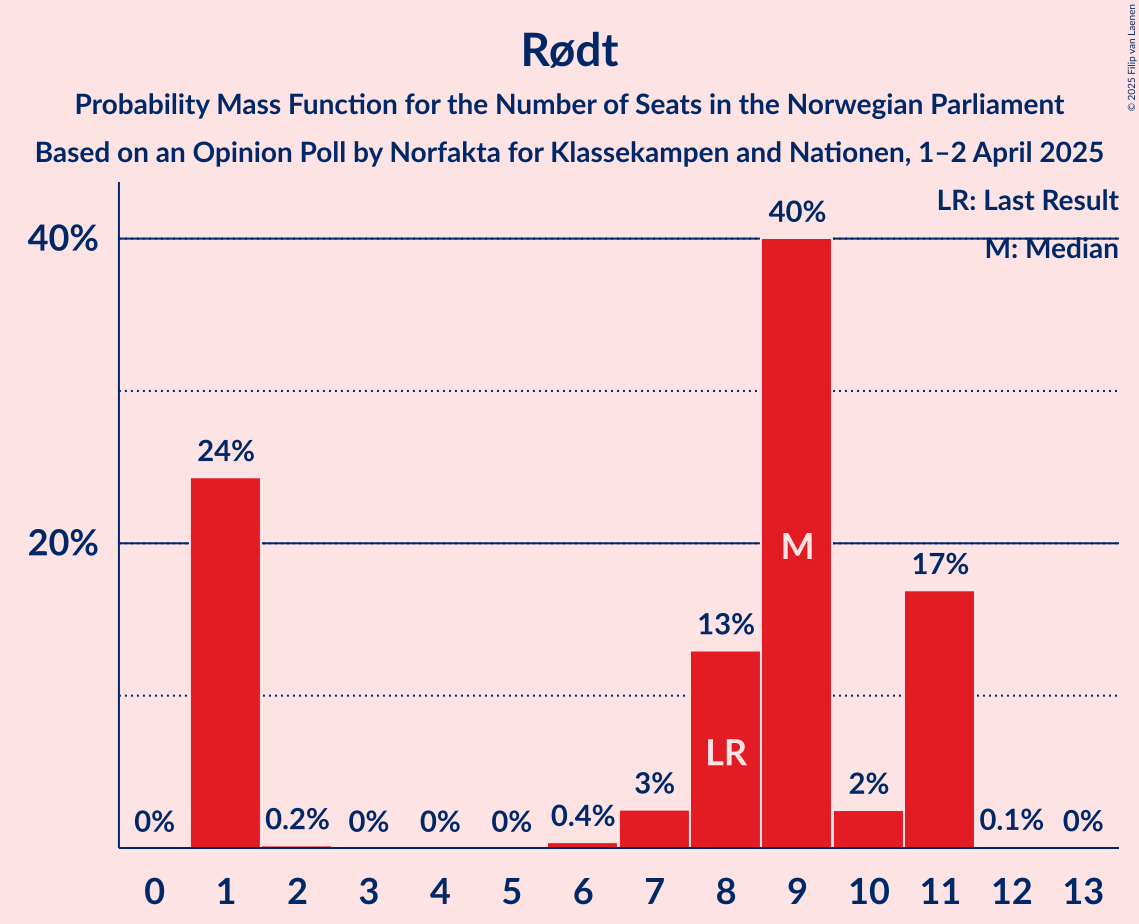 Rødt
Probability Mass Function for the Number of Seats in the Norwegian Parliament
Based on an Opinion Poll by Norfakta for Klassekampen and Nationen, 1–2 April 2025
© 2025 Filip van Laenen
LR: Last Result
M: Median
40%
20%
0%
24%
0.2%
0%
0%
0%
0.4%
3%
13%
LR
40%
M
2%
17%
0.1%
0%
0 1 2 3 4 5 6 7 8 9 10 11 12 13